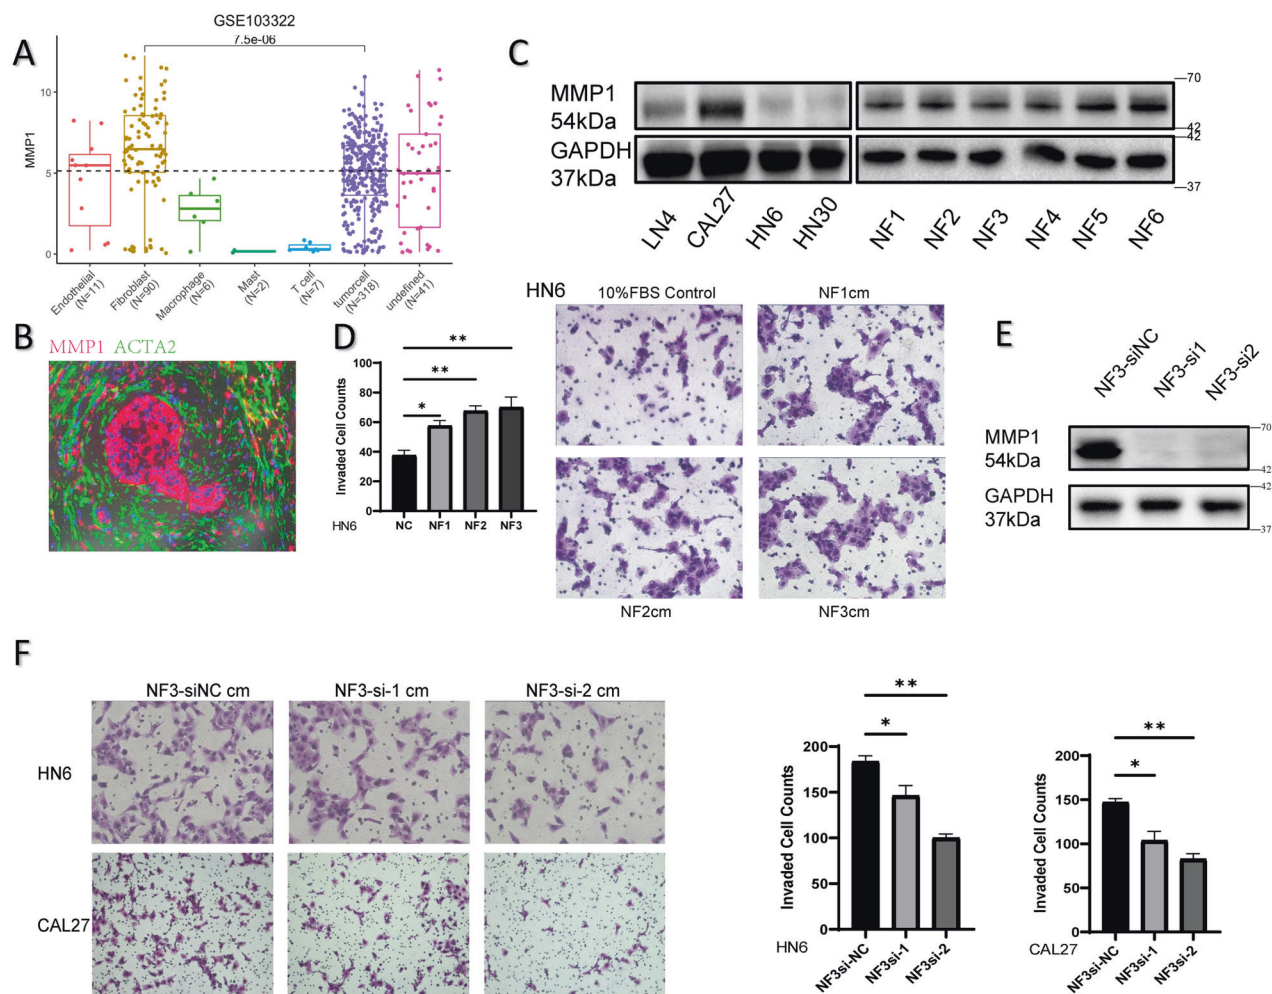 A
GSE103322
7.5e-06
MMP1
10
5
0
Endothelial
(N=11)
Fibroblast
(N=90)
Macrophage
(N=6)
Mast
(N=2)
T cell
(N=7)
tumorcell
(N=318)
undefined
(N=41)
B
MMP1 ACTA2
C
MMP1
54kDa
GAPDH
37kDa
70
42
42
37
LN4
CAL27
HN6
HN30
NF1
NF2
NF3
NF4
NF5
NF6
D
Invaded Cell Counts
100
80
60
40
20
0
**
**
*
HN6
NC
NF1
NF2
NF3
HN6
10%FBS Control
NF1cm
NF2cm
NF3cm
E
NF3-siNC
NF3-si1
NF3-si2
MMP1
54kDa
GAPDH
37kDa
70
42
42
37
F
NF3-siNC cm
NF3-si-1 cm
NF3-si-2 cm
HN6
CAL27
Invaded Cell Counts
200
150
100
50
0
**
*
HN6
NF3si-NC
NF3si-1
NF3si-2
Invaded Cell Counts
200
150
100
50
0
**
*
CAL27
NF3si-NC
NF3si-1
NF3si-2